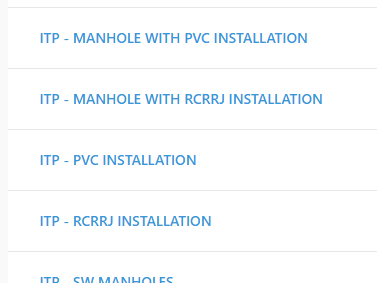 ITP - MANHOLE WITH PVC INSTALLATION
ITP - MANHOLE WITH RCRRJ INSTALLATION
ITP - PVC INSTALLATION
ITP - RCRRJ INSTALLATION
ITP - SW MANHOLES